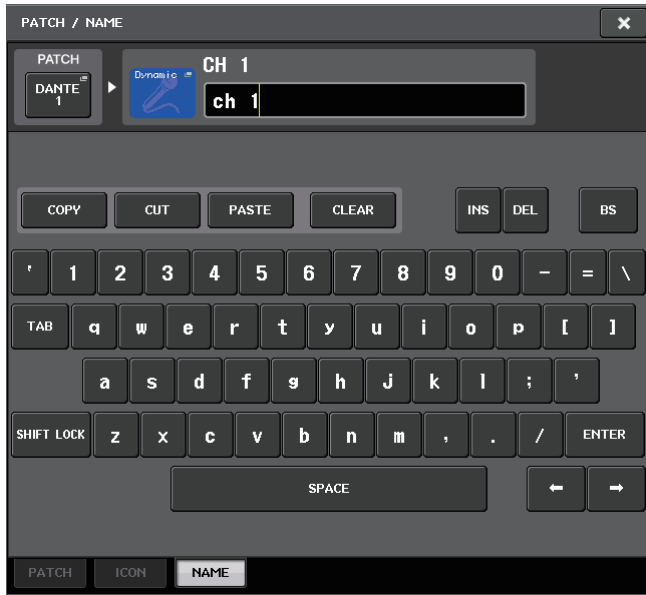 PATCH / NAME ×
PATCH
DANTE
1
Dynamic
CH 1
ch 1
COPY CUT PASTE CLEAR INS DEL BS
' 1 2 3 4 5 6 7 8 9 0 - = \
TAB q w e r t y u i o p [ ]
a s d f g h j k l ; '
SHIFT LOCK z x c v b n m , . / ENTER
SPACE ← →
PATCH ICON NAME